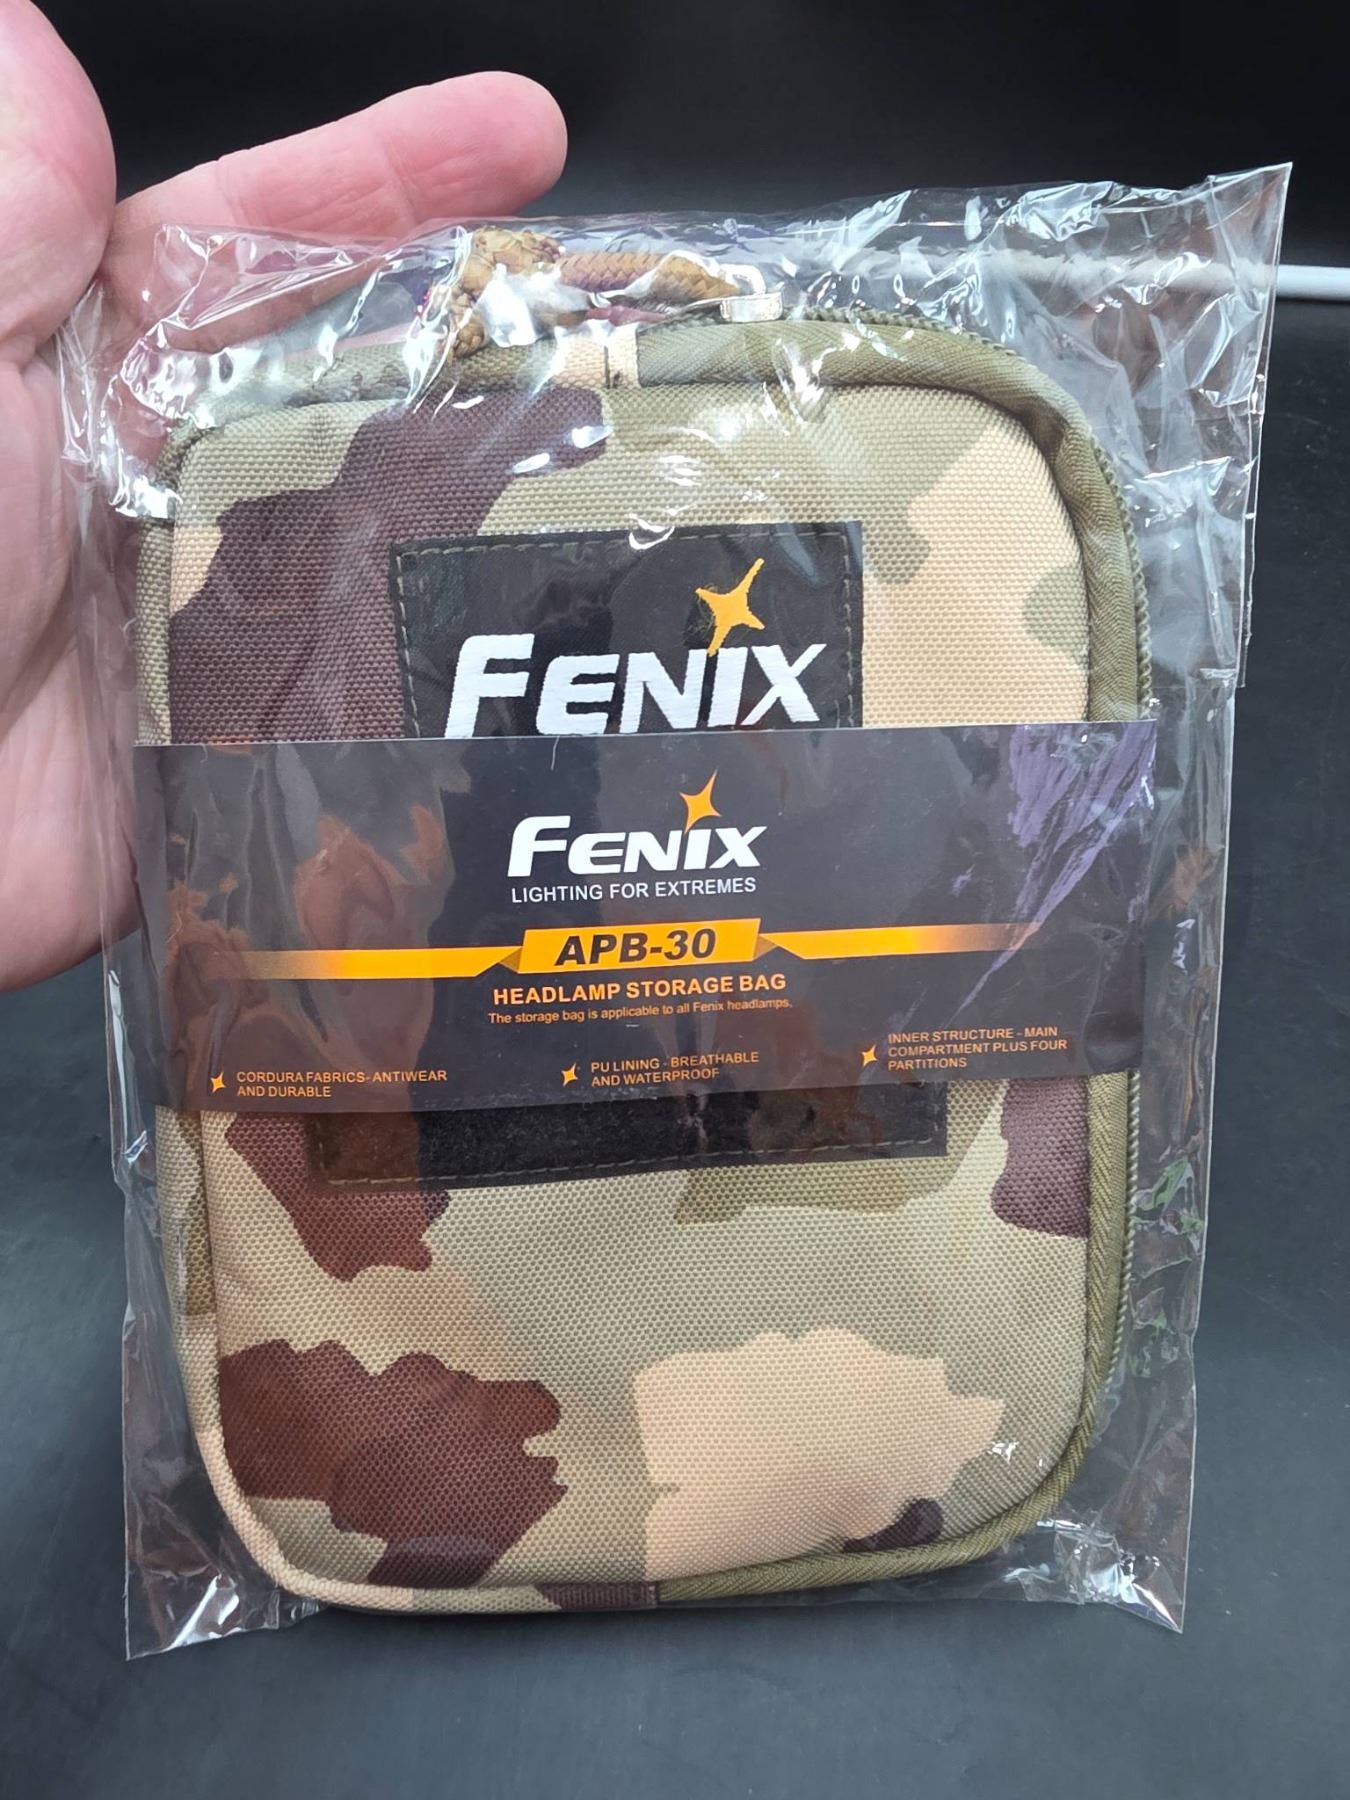 FENIX
FENIX
LIGHTING FOR EXTREMES
APB-30
HEADLAMP STORAGE BAG
The storage bag is applicable to all Fenix headlamps.
CORDURA FABRICS- ANTIWEAR
AND DURABLE
PU LINING - BREATHABLE
AND WATERPROOF
INNER STRUCTURE - MAIN
COMPARTMENT PLUS FOUR
PARTITIONS